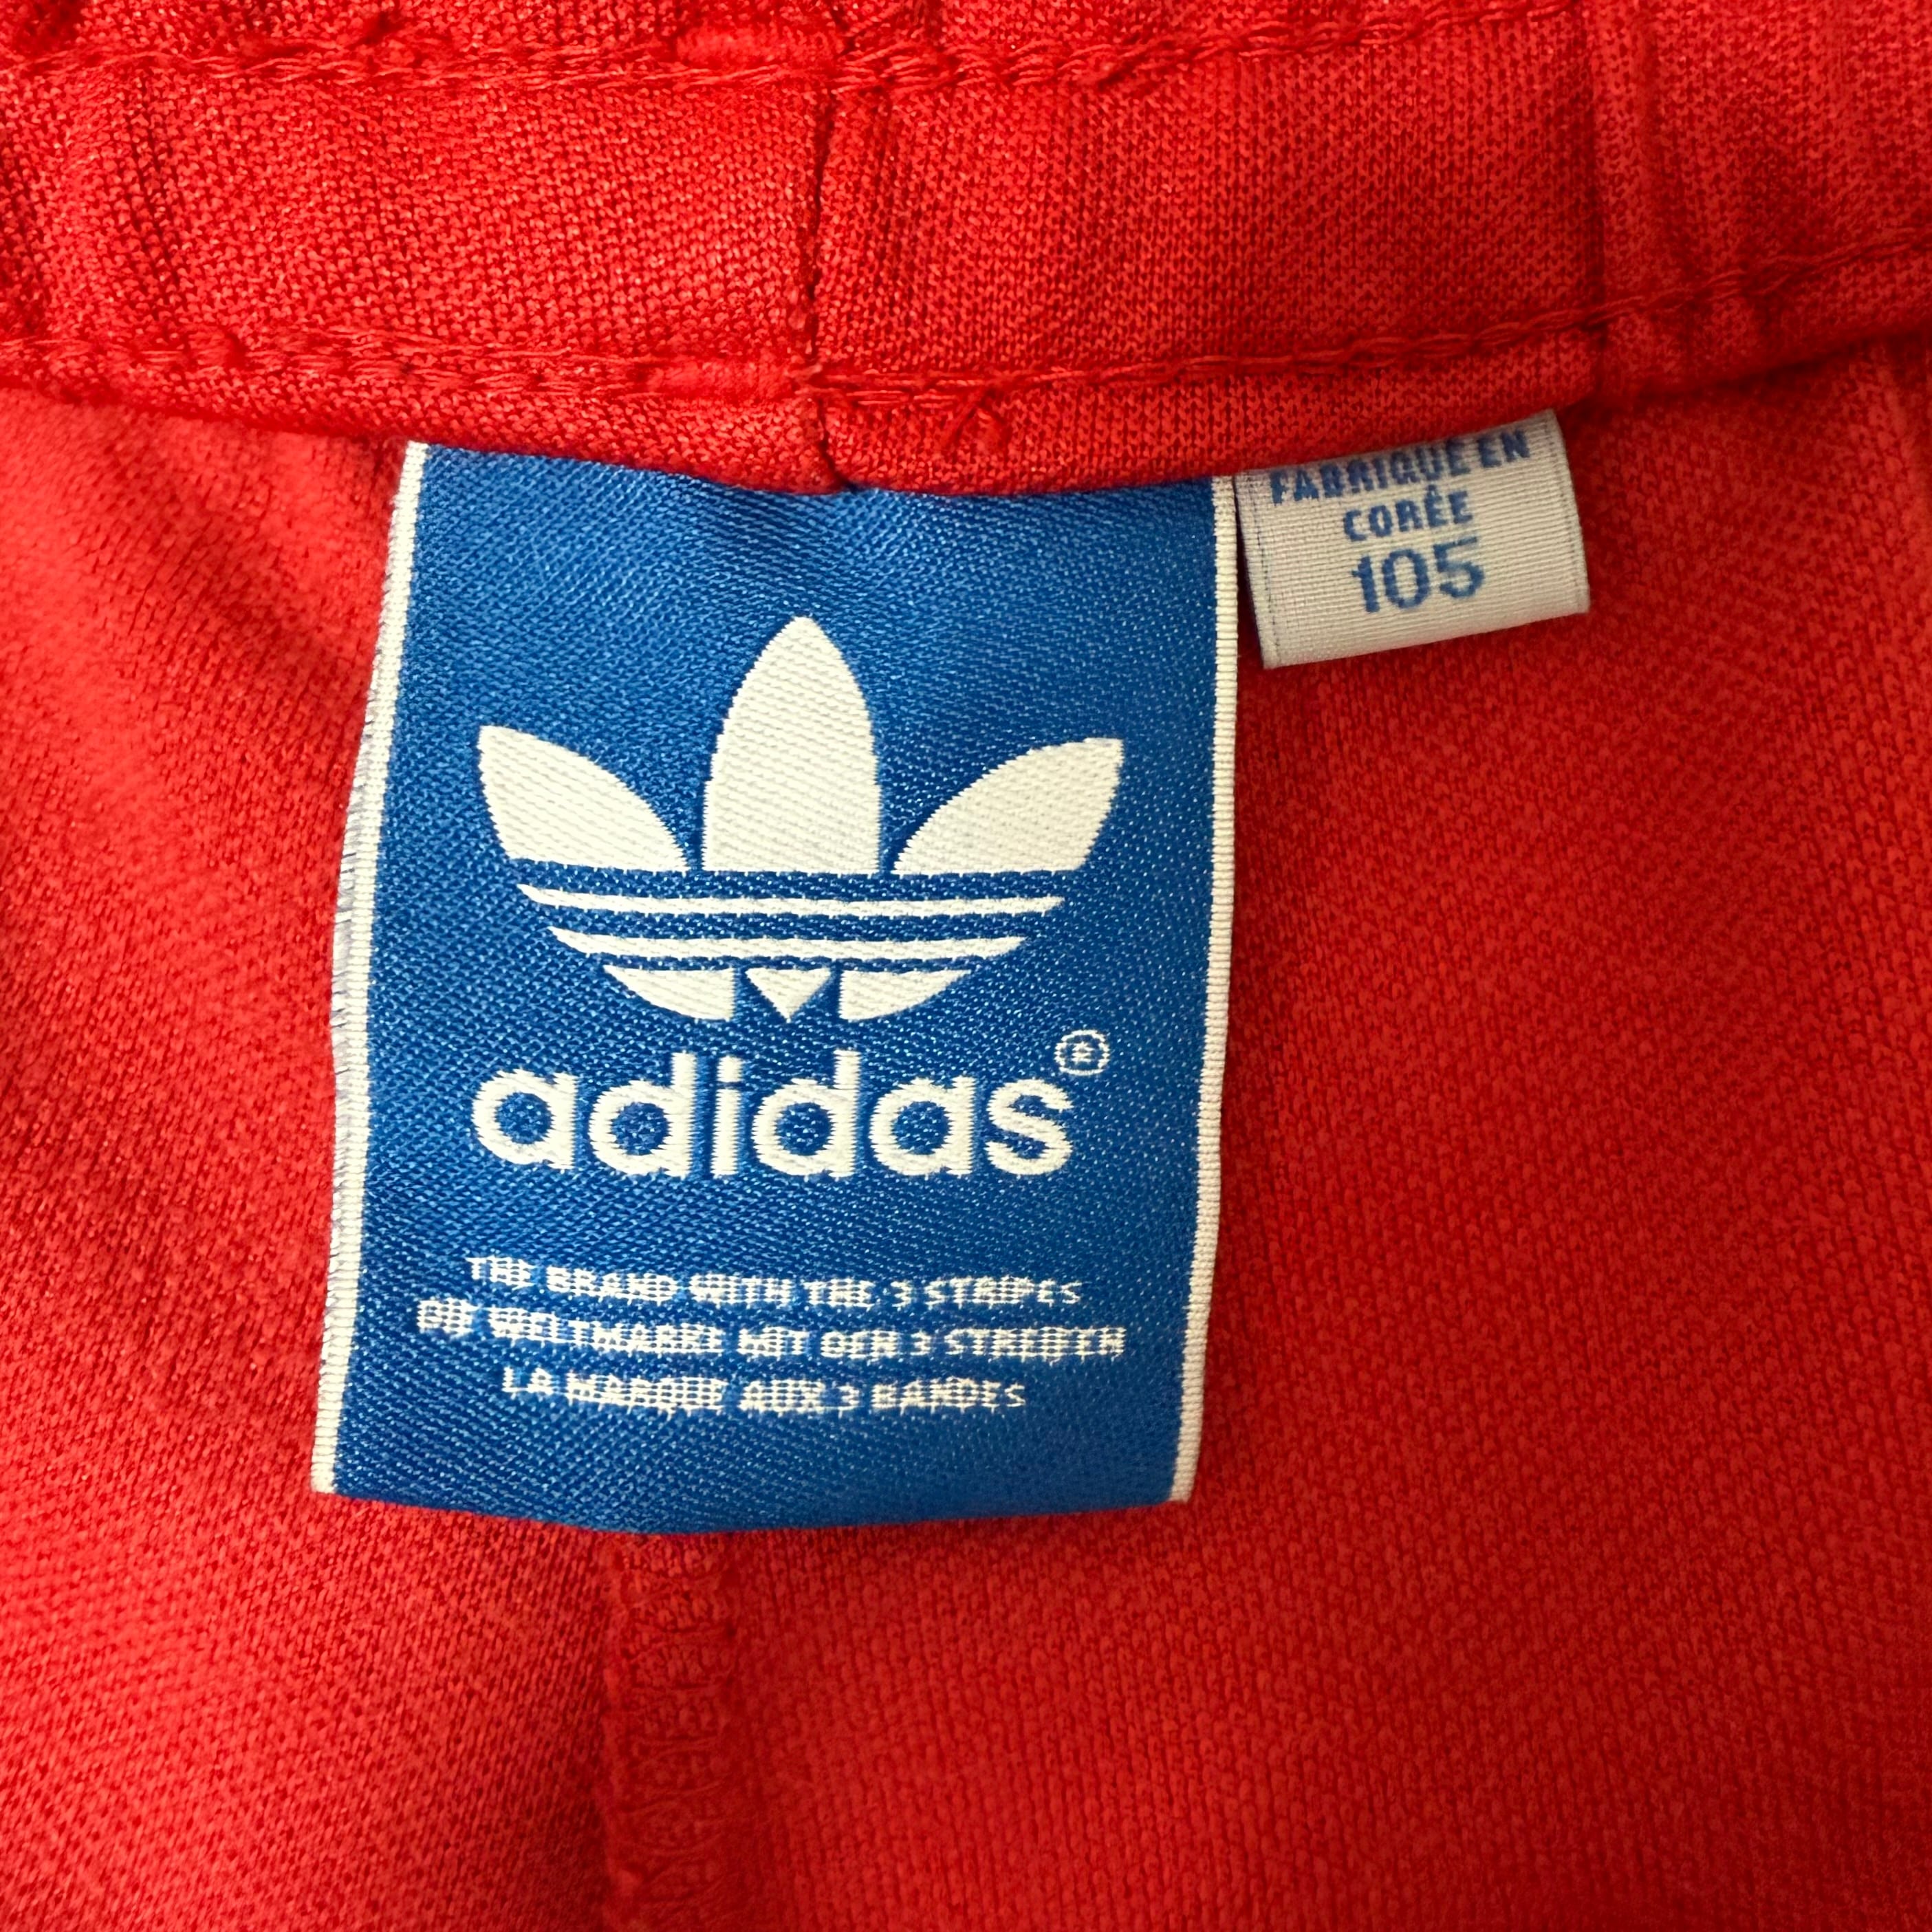 FABRIQUÉ EN
CORÉE
105
adidas®
THE BRAND WITH THE 3 STRIPES
DIE WELTMARKE MIT DEN 3 STREIFEN
LA MARQUE AUX 3 BANDES